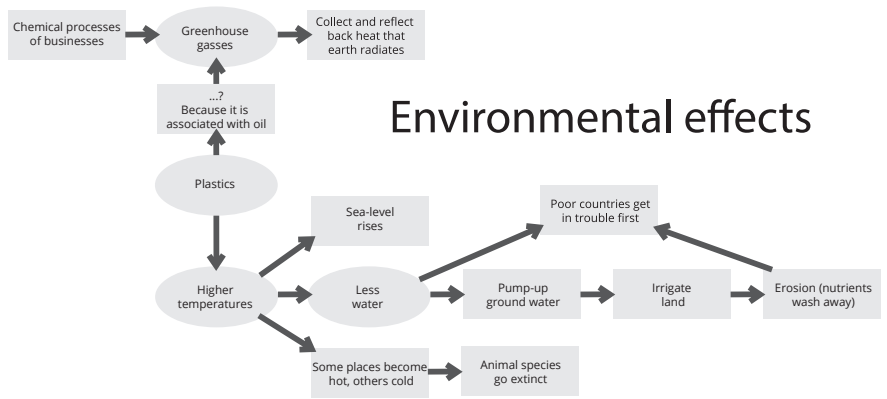 Chemical processes
of businesses
Greenhouse
gasses
Collect and reflect
back heat that
earth radiates
...?
Because it is
associated with oil
Environmental effects
Plastics
Sea-level
rises
Poor countries get
in trouble first
Higher
temperatures
Less
water
Pump-up
ground water
Irrigate
land
Erosion (nutrients
wash away)
Some places become
hot, others cold
Animal species
go extinct